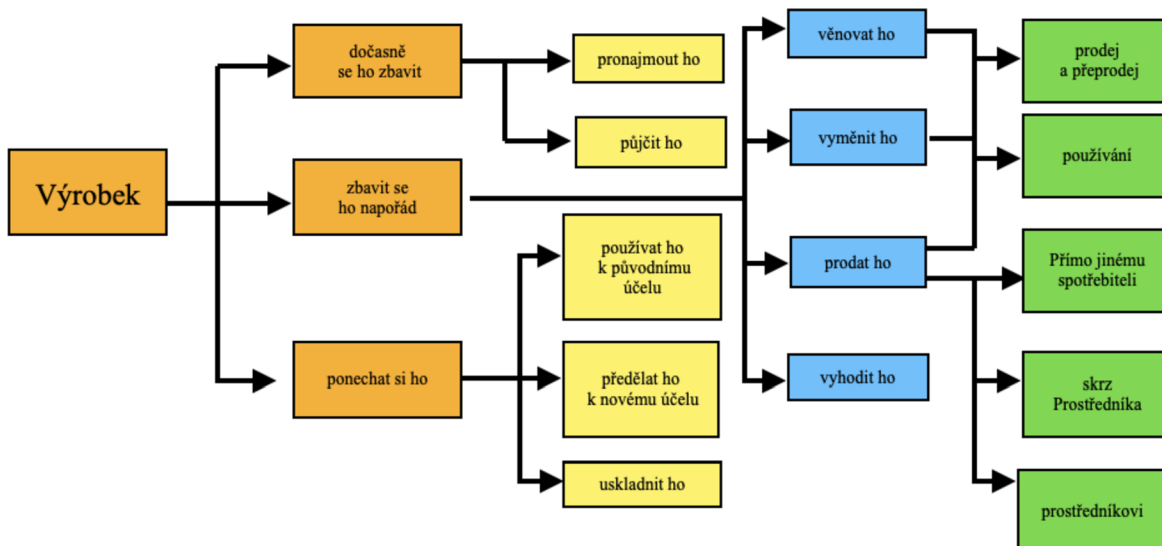 Výrobek
dočasně
se ho zbavit
zbavit se
ho napořád
ponechat si ho
pronajmout ho
půjčit ho
používat ho
k původnímu
účelu
předělat ho
k novému účelu
uskladnit ho
věnovat ho
vyměnit ho
prodat ho
vyhodit ho
prodej
a přeprodej
používání
Přímo jinému
spotřebiteli
skrz
Prostředníka
prostředníkovi